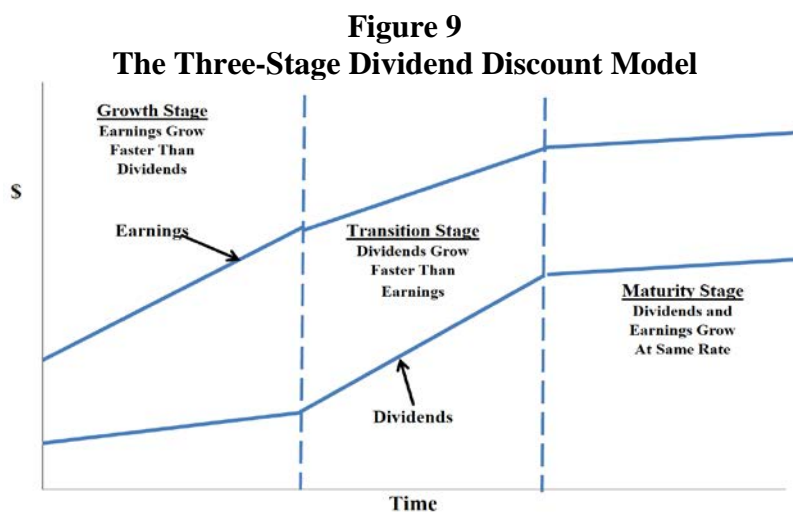 Figure 9
The Three-Stage Dividend Discount Model
Growth Stage
Earnings Grow
Faster Than
Dividends
$
Earnings
Transition Stage
Dividends Grow
Faster Than
Earnings
Maturity Stage
Dividends and
Earnings Grow
At Same Rate
Dividends
Time